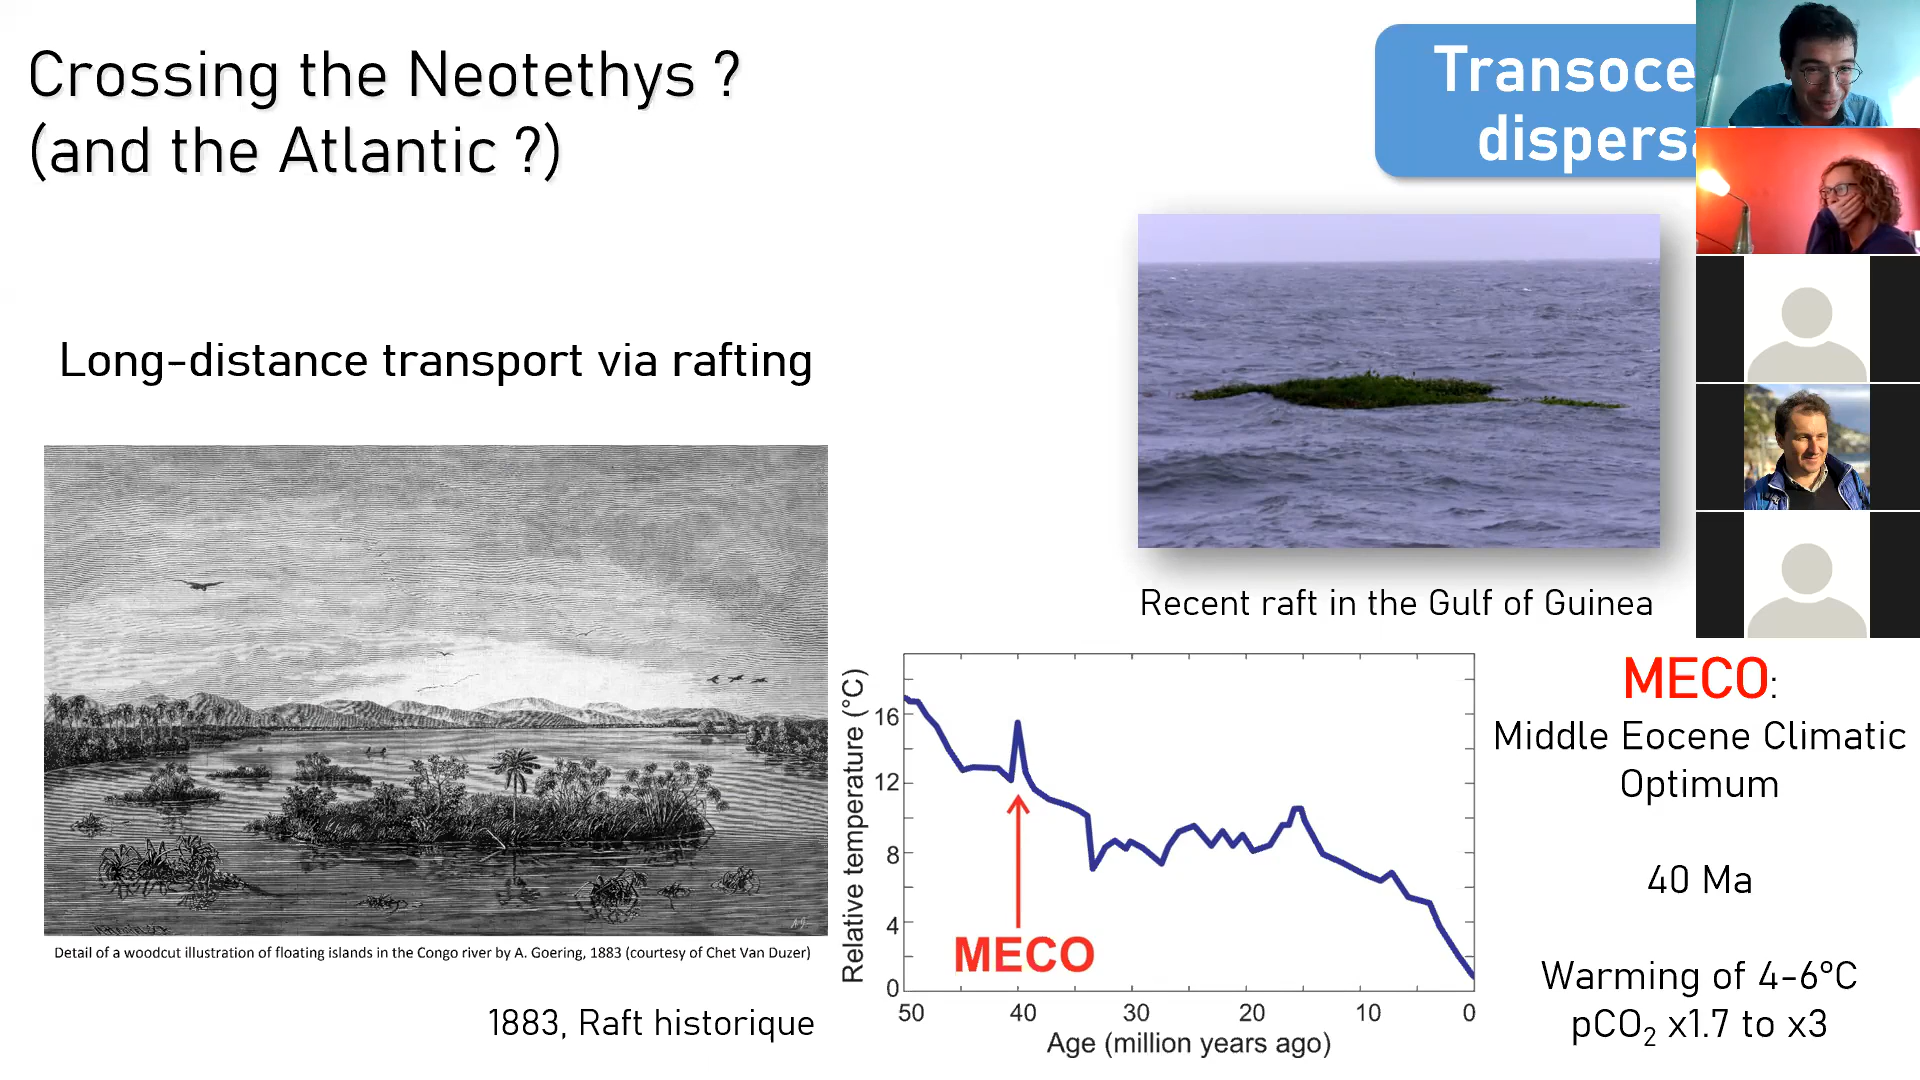 Crossing the Neotethys ?
(and the Atlantic ?)
Long-distance transport via rafting
Detail of a woodcut illustration of floating islands in the Congo river by A. Goering, 1883 (courtesy of Chet Van Duzer)
1883, Raft historique
Recent raft in the Gulf of Guinea
Relative temperature (°C)
16
12
8
4
0
MECO
50 40 30 20 10 0
Age (million years ago)
MECO:
Middle Eocene Climatic
Optimum
40 Ma
Warming of 4-6°C
pCO₂ x1.7 to x3